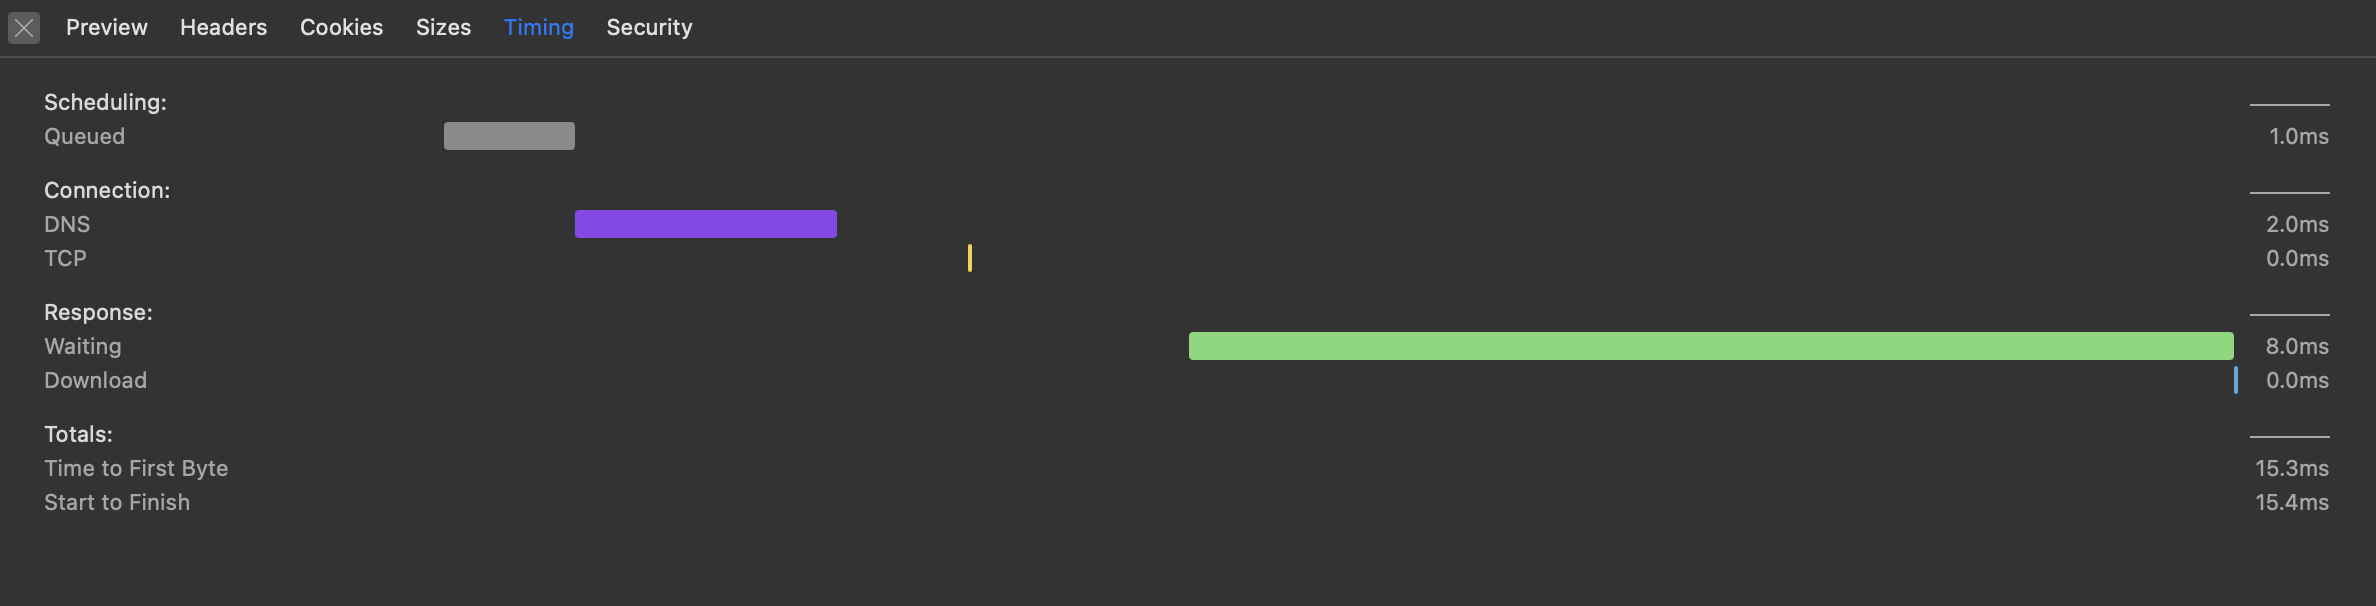 Preview Headers Cookies Sizes Timing Security
Scheduling:
Queued 1.0ms
Connection:
DNS 2.0ms
TCP 0.0ms
Response:
Waiting 8.0ms
Download 0.0ms
Totals:
Time to First Byte 15.3ms
Start to Finish 15.4ms